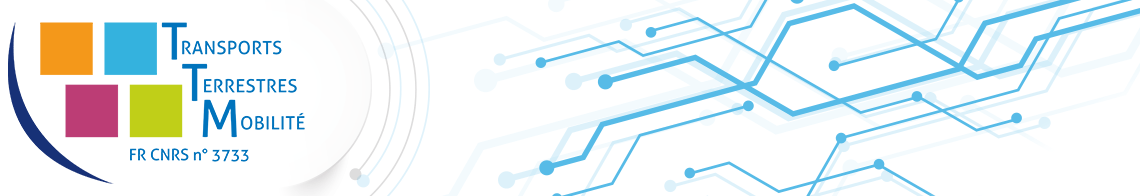 TRANSPORTS
TERRESTRES
MOBILITÉ
FR CNRS n° 3733